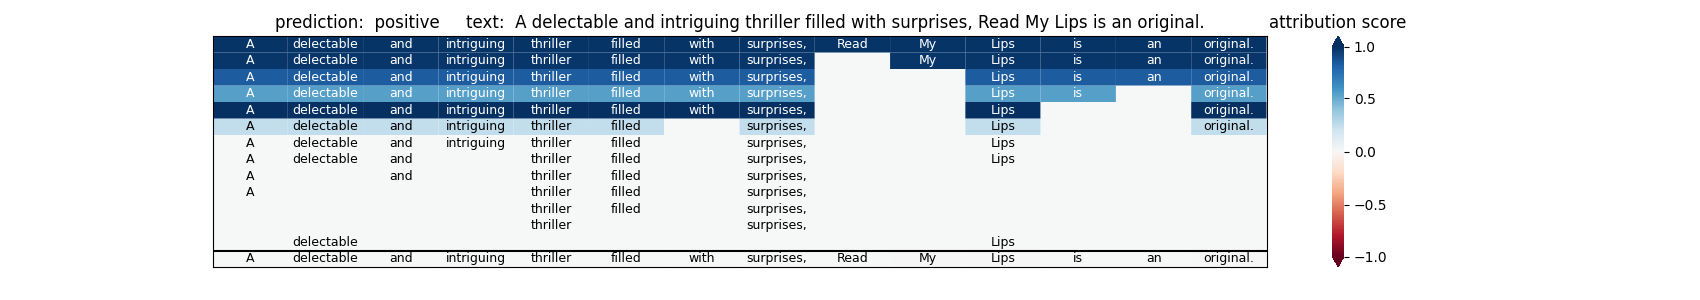 prediction: positive text: A delectable and intriguing thriller filled with surprises, Read My Lips is an original.
attribution score
A delectable and intriguing thriller filled with surprises, Read My Lips is an original.
A delectable and intriguing thriller filled with surprises, My Lips is an original.
A delectable and intriguing thriller filled with surprises, Lips is an original.
A delectable and intriguing thriller filled with surprises, Lips is original.
A delectable and intriguing thriller filled with surprises, Lips original.
A delectable and intriguing thriller filled surprises, Lips original.
A delectable and intriguing thriller filled surprises, Lips
A delectable and thriller filled surprises, Lips
A and thriller filled surprises,
A thriller filled surprises,
thriller filled surprises,
thriller surprises,
delectable Lips
A delectable and intriguing thriller filled with surprises, Read My Lips is an original.
1.0
0.5
0.0
−0.5
−1.0